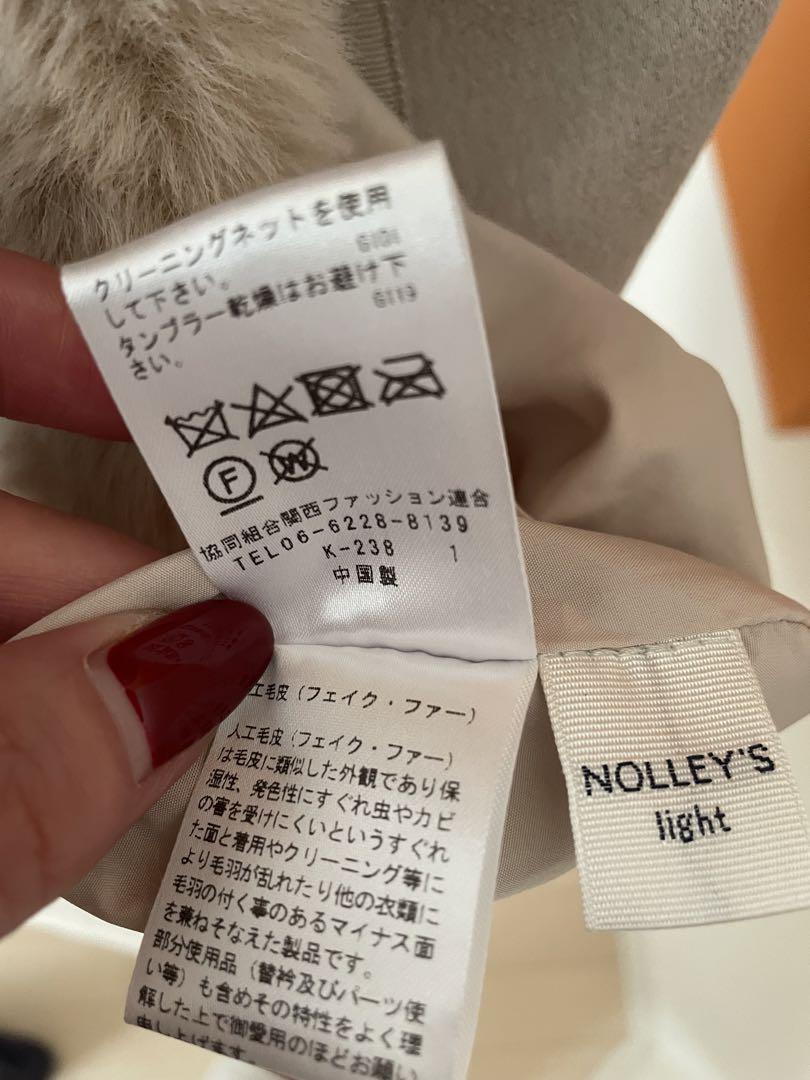 クリーニングネットを使用
して下さい。 G101
タンブラー乾燥はお避け下
さい。 G119
F
W
協同組合関西ファッション連合
TEL06-6228-8139
K-238 1
中国製
工毛皮（フェイク・ファー）
人工毛皮（フェイク・ファー）
は毛皮に類似した外観であり保
湿性、発色性にすぐれ虫やカビ
の害を受けにくいというすぐれ
た面と着用やクリーニング等に
より毛羽が乱れたり他の衣類に
毛羽の付く事のあるマイナス面
を兼ねそなえた製品です。
部分使用品（替衿及びパーツ使
い等）も含めその特性をよく理
解した上で御愛用のほどお願い
申し上げます。
NOLLEY'S
light